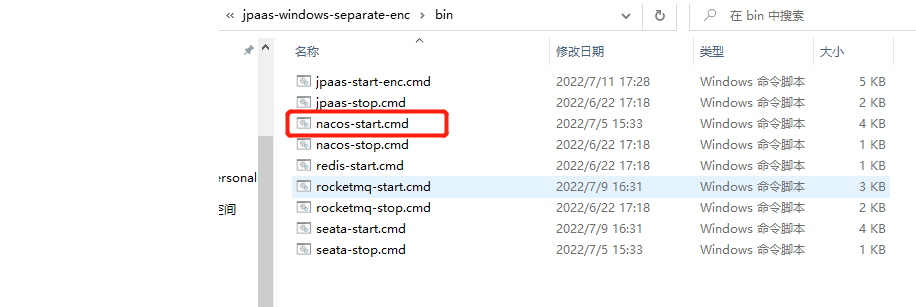 « jpaas-windows-separate-enc › bin
在 bin 中搜索
名称 修改日期 类型 大小
jpaas-start-enc.cmd 2022/7/11 17:28 Windows 命令脚本 5 KB
jpaas-stop.cmd 2022/6/22 17:18 Windows 命令脚本 2 KB
nacos-start.cmd 2022/7/5 15:33 Windows 命令脚本 4 KB
nacos-stop.cmd 2022/6/22 17:18 Windows 命令脚本 1 KB
redis-start.cmd 2022/6/22 17:18 Windows 命令脚本 1 KB
ersonal
rocketmq-start.cmd 2022/7/9 16:31 Windows 命令脚本 3 KB
空间
rocketmq-stop.cmd 2022/6/22 17:18 Windows 命令脚本 2 KB
seata-start.cmd 2022/7/9 16:31 Windows 命令脚本 4 KB
seata-stop.cmd 2022/7/5 15:33 Windows 命令脚本 1 KB